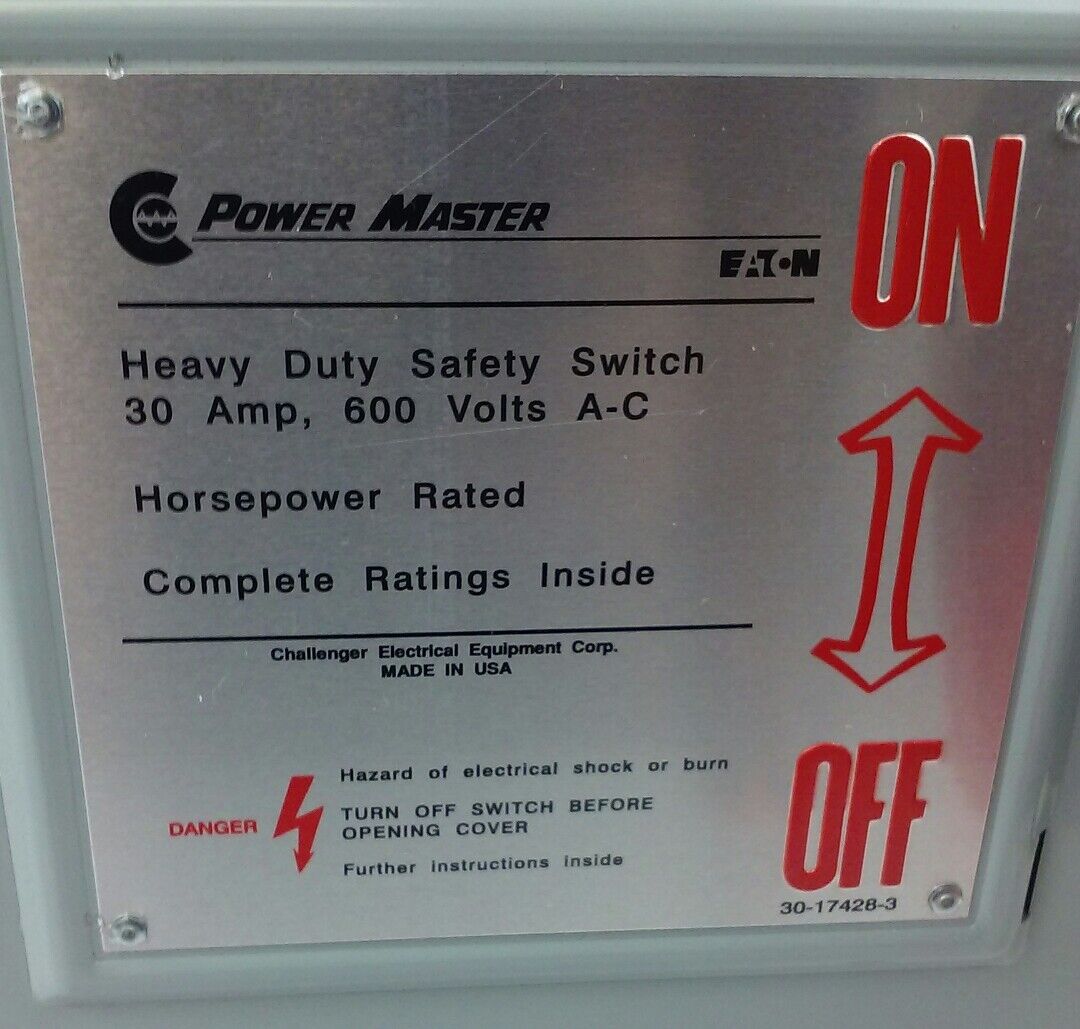 POWER MASTER
EATON
ON
Heavy Duty Safety Switch
30 Amp, 600 Volts A-C
Horsepower Rated
Complete Ratings Inside
Challenger Electrical Equipment Corp.
MADE IN USA
Hazard of electrical shock or burn
DANGER
TURN OFF SWITCH BEFORE
OPENING COVER
Further instructions inside
OFF
30-17428-3